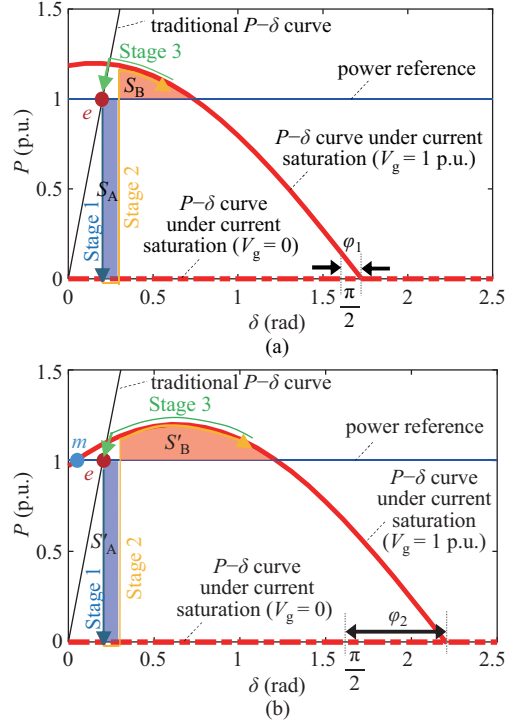 1.5
traditional P–δ curve
Stage 3
S_B
power reference
1
e
P–δ curve under current
saturation (V_g = 1 p.u.)
P (p.u.)
S_A
Stage 1
Stage 2
0.5
P–δ curve
under current
saturation (V_g = 0)
φ_1
0
0
0.5
1
1.5
π/2
2
2.5
δ (rad)
(a)
1.5
traditional P–δ curve
Stage 3
m
S'_B
power reference
1
e
P–δ curve
under current
saturation
(V_g = 1 p.u.)
P (p.u.)
S'_A
Stage 1
Stage 2
0.5
P–δ curve
under current
saturation (V_g = 0)
φ_2
0
0
0.5
1
1.5
π/2
2
2.5
δ (rad)
(b)